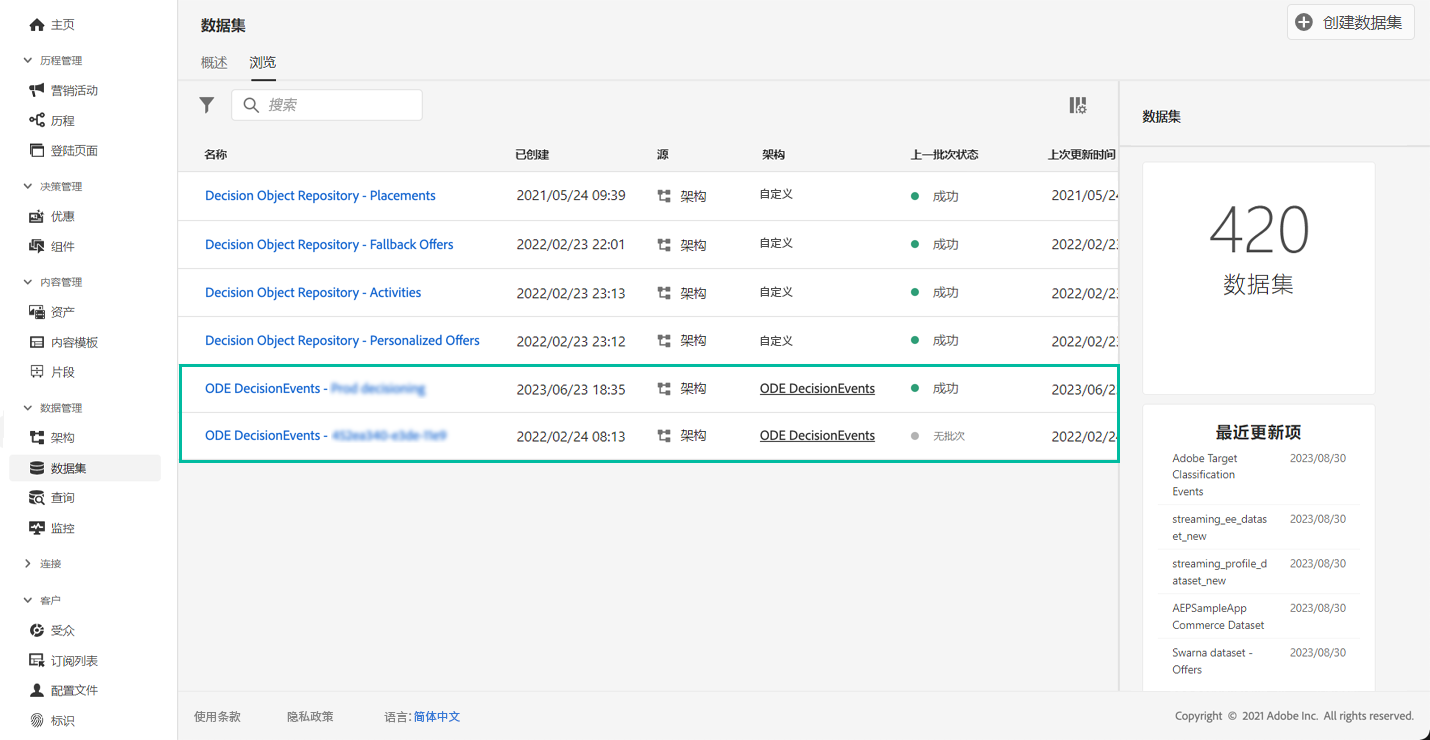 主页
历程管理
营销活动
历程
登陆页面
决策管理
优惠
组件
内容管理
资产
内容模板
片段
数据管理
架构
数据集
查询
监控
连接
客户
受众
订阅列表
配置文件
标识
数据集
创建数据集
概述 浏览
搜索
名称 已创建 源 架构 上一批次状态 上次更新时间
Decision Object Repository - Placements 2021/05/24 09:39 架构 自定义 成功 2021/05/24
Decision Object Repository - Fallback Offers 2022/02/23 22:01 架构 自定义 成功 2022/02/23
Decision Object Repository - Activities 2022/02/23 23:13 架构 自定义 成功 2022/02/23
Decision Object Repository - Personalized Offers 2022/02/23 23:12 架构 自定义 成功 2022/02/23
ODE DecisionEvents - Prod decisioning 2023/06/23 18:35 架构 ODE DecisionEvents 成功 2023/06/2
ODE DecisionEvents - 2022/02/24 08:13 架构 ODE DecisionEvents 无批次 2022/02/24
数据集
420
数据集
最近更新项
Adobe Target 2023/08/30
Classification
Events
streaming_ee_datas 2023/08/30
et_new
streaming_profile_d 2023/08/30
ataset_new
AEPSampleApp 2023/08/30
Commerce Dataset
Swarna dataset - 2023/08/30
Offers
使用条款 隐私政策 语言:简体中文
Copyright © 2021 Adobe Inc. All rights reserved.